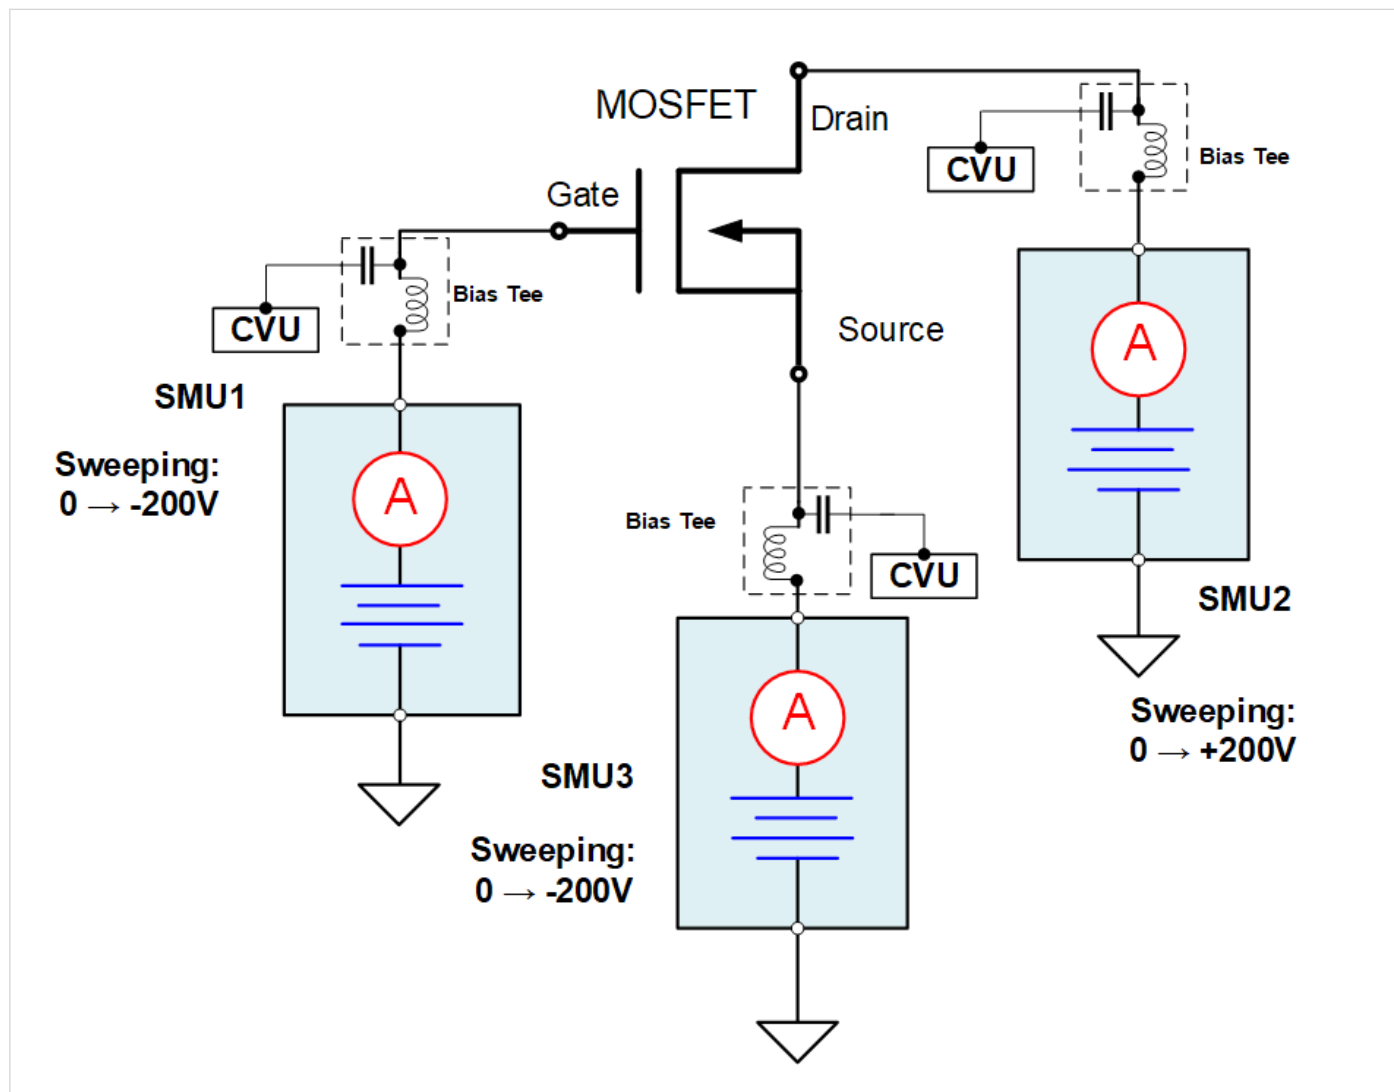 MOSFET
Drain
CVU
Bias Tee
Gate
CVU
Bias Tee
Source
A
SMU1
Sweeping:
0 → -200V
A
Bias Tee
CVU
SMU2
A
SMU3
Sweeping:
0 → +200V
Sweeping:
0 → -200V